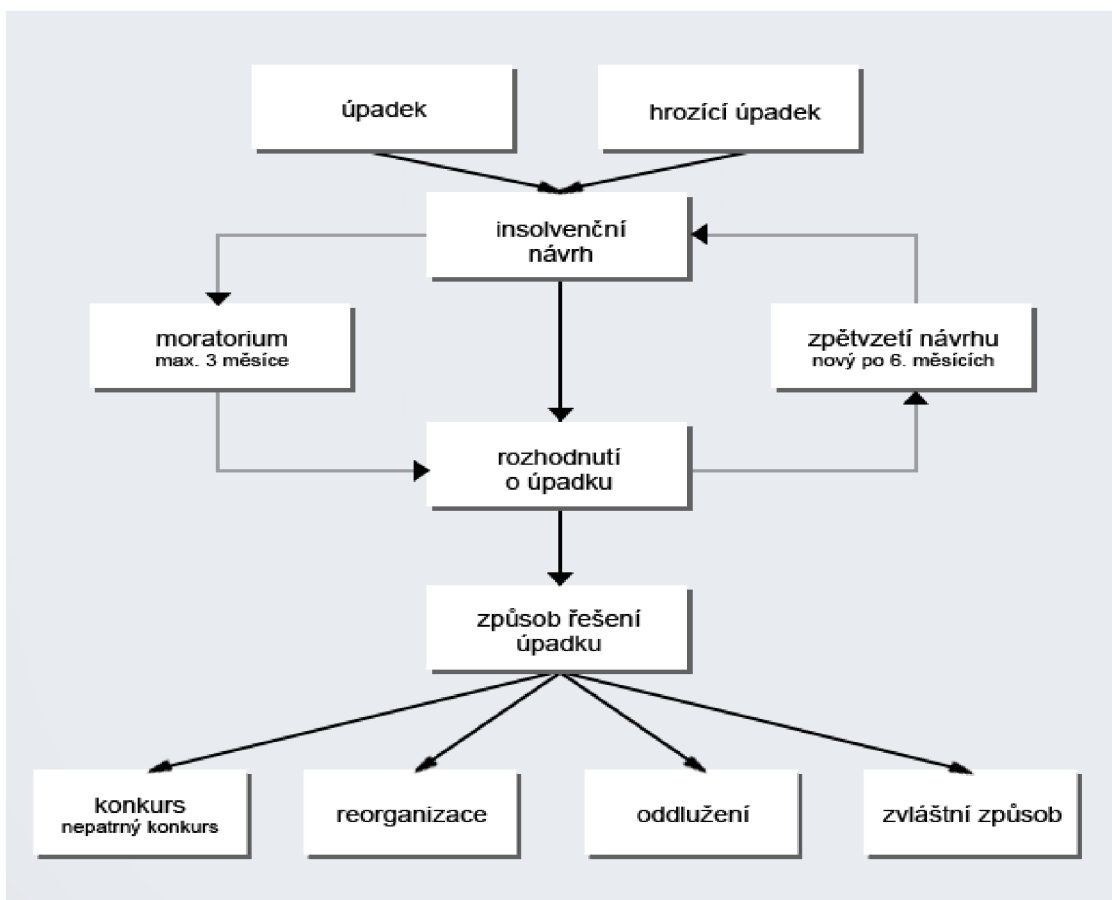 úpadek
hrozící úpadek
insolvenční
návrh
moratorium
max. 3 měsíce
zpětvzetí návrhu
nový po 6. měsících
rozhodnutí
o úpadku
způsob řešení
úpadku
konkurs
nepatrný konkurs
reorganizace
oddlužení
zvláštní způsob